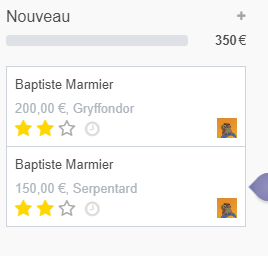 Nouveau +
350 €
Baptiste Marmier
200,00 €, Gryffondor
Baptiste Marmier
150,00 €, Serpentard